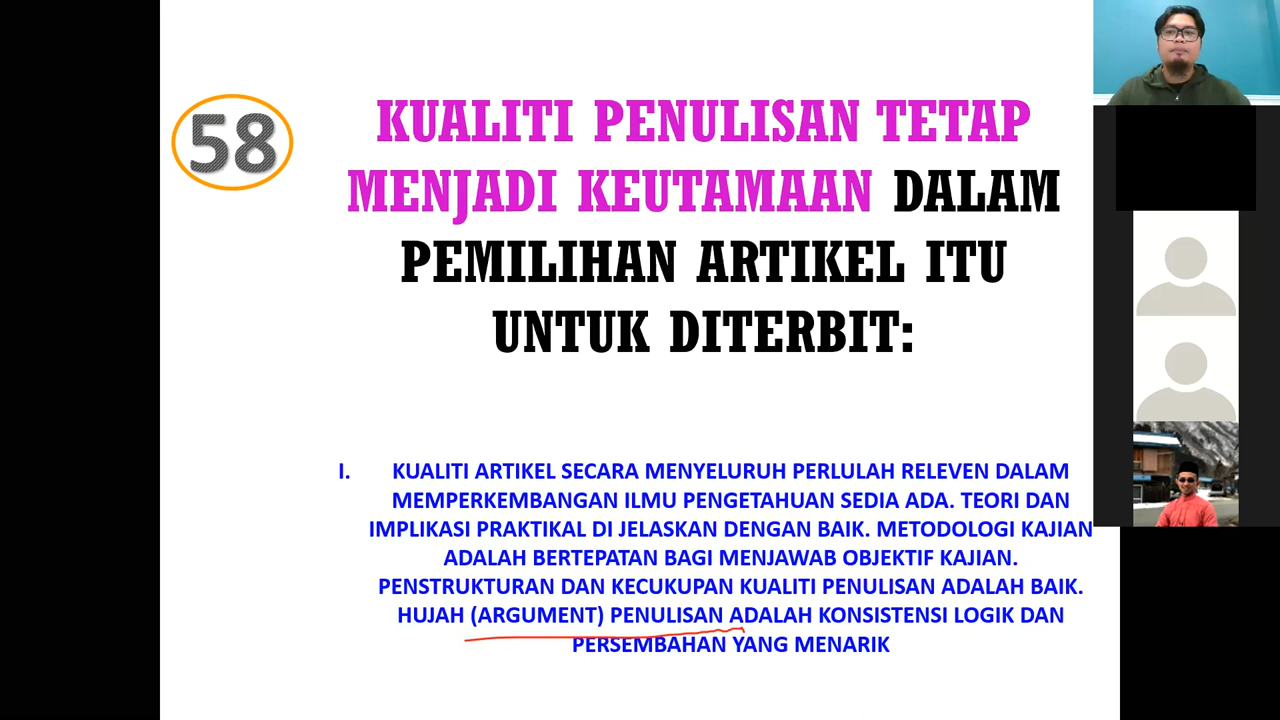 58
KUALITI PENULISAN TETAP
MENJADI KEUTAMAAN DALAM
PEMILIHAN ARTIKEL ITU
UNTUK DITERBIT:
I. KUALITI ARTIKEL SECARA MENYELURUH PERLULAH RELEVEN DALAM
MEMPERKEMBANGAN ILMU PENGETAHUAN SEDIA ADA. TEORI DAN
IMPLIKASI PRAKTIKAL DI JELASKAN DENGAN BAIK. METODOLOGI KAJIAN
ADALAH BERTEPATAN BAGI MENJAWAB OBJEKTIF KAJIAN.
PENSTRUKTURAN DAN KECUKUPAN KUALITI PENULISAN ADALAH BAIK.
HUJAH (ARGUMENT) PENULISAN ADALAH KONSISTENSI LOGIK DAN
PERSEMBAHAN YANG MENARIK